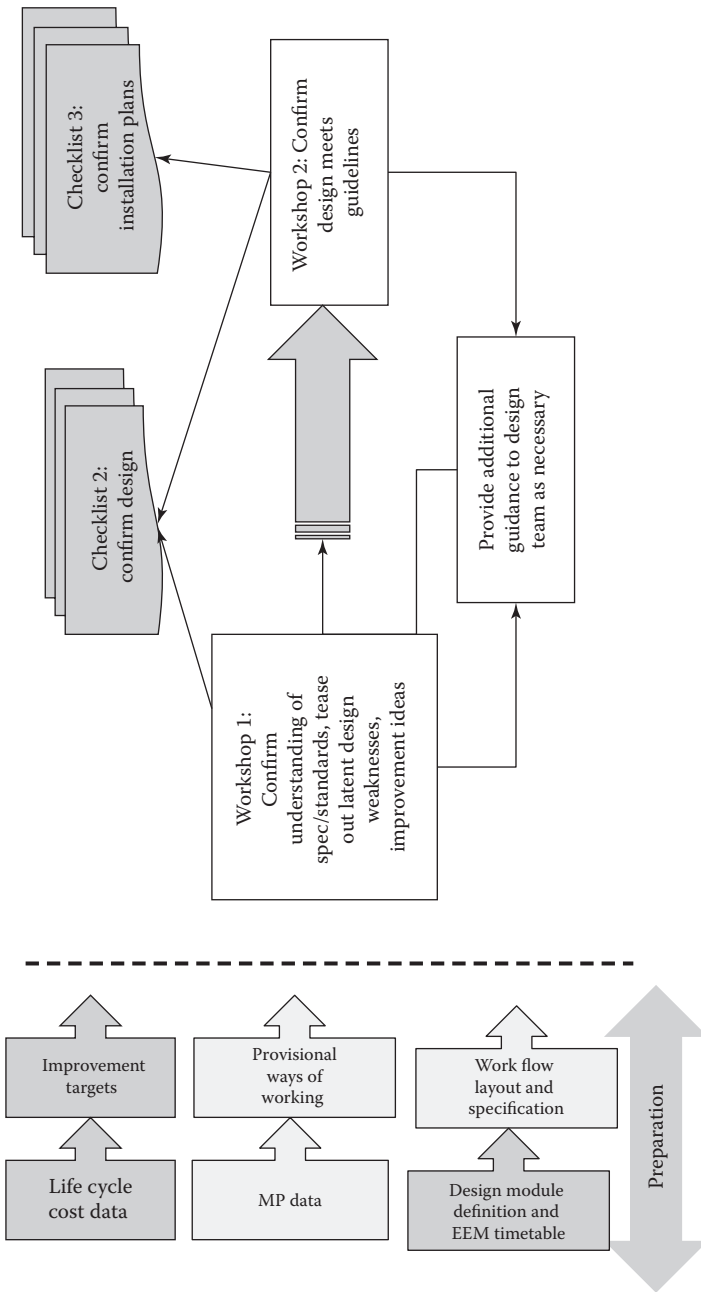 Life cycle
cost data
Improvement
targets
MP data
Provisional
ways of
working
Design module
definition and
EEM timetable
Work flow
layout and
specification
Preparation
Workshop 1:
Confirm
understanding of
spec/standards, tease
out latent design
weaknesses,
improvement ideas
Checklist 2:
confirm design
Checklist 3:
confirm
installation plans
Workshop 2: Confirm
design meets
guidelines
Provide additional
guidance to design
team as necessary